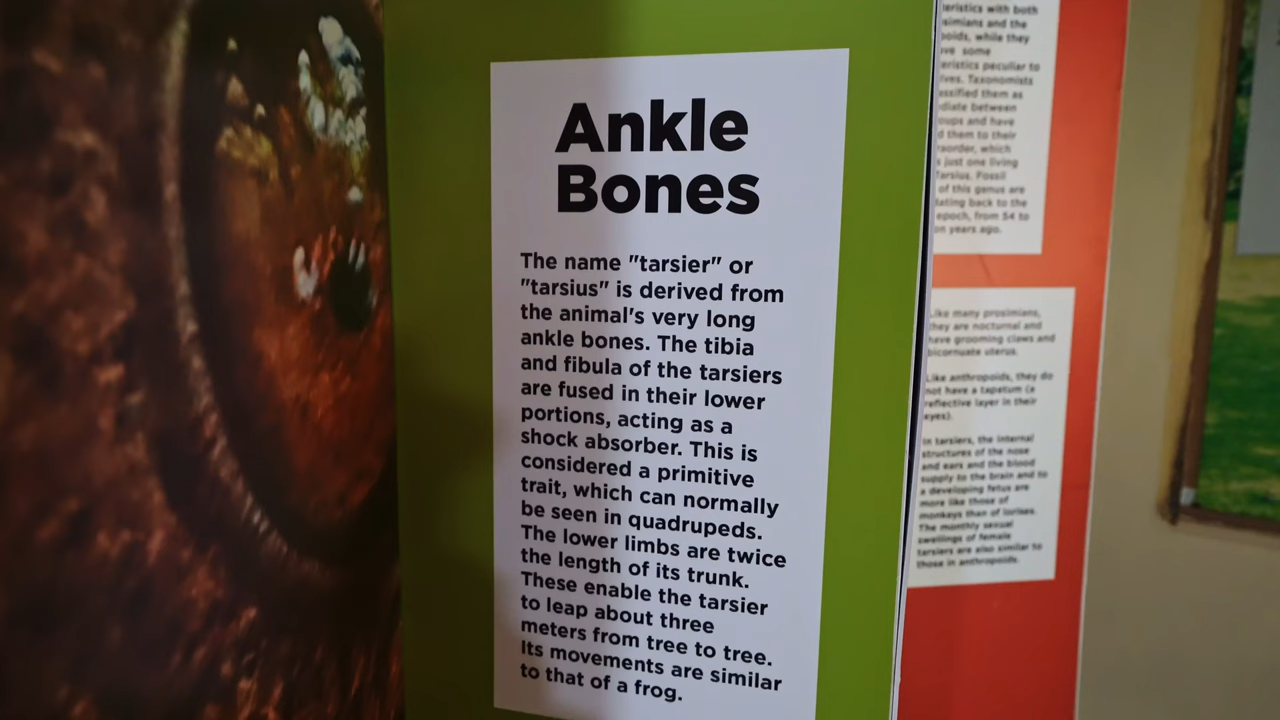 Ankle
Bones
The name "tarsier" or
"tarsius" is derived from
the animal's very long
ankle bones. The tibia
and fibula of the tarsiers
are fused in their lower
portions, acting as a
shock absorber. This is
considered a primitive
trait, which can normally
be seen in quadrupeds.
The lower limbs are twice
the length of its trunk.
These enable the tarsier
to leap about three
meters from tree to tree.
Its movements are similar
to that of a frog.
with both
and the
while they
some
peculiar to
Taxonomists
them as
between
and have
them to their
which
just one living
Fossil
of this genus are
back to the
epoch, from 54 to
years ago.
Like many prosimians,
they are nocturnal and
have grooming claws and
bicornuate uterus.
Like anthropoids, they do
not have a tapetum (a
reflective layer in their
eyes).
In tarsiers, the internal
structures of the nose
and ears and the blood
supply to the brain and to
a developing fetus are
more like those of
monkeys than of lorises.
The monthly sexual
swellings of female
tarsiers are also similar to
those in anthropoids.